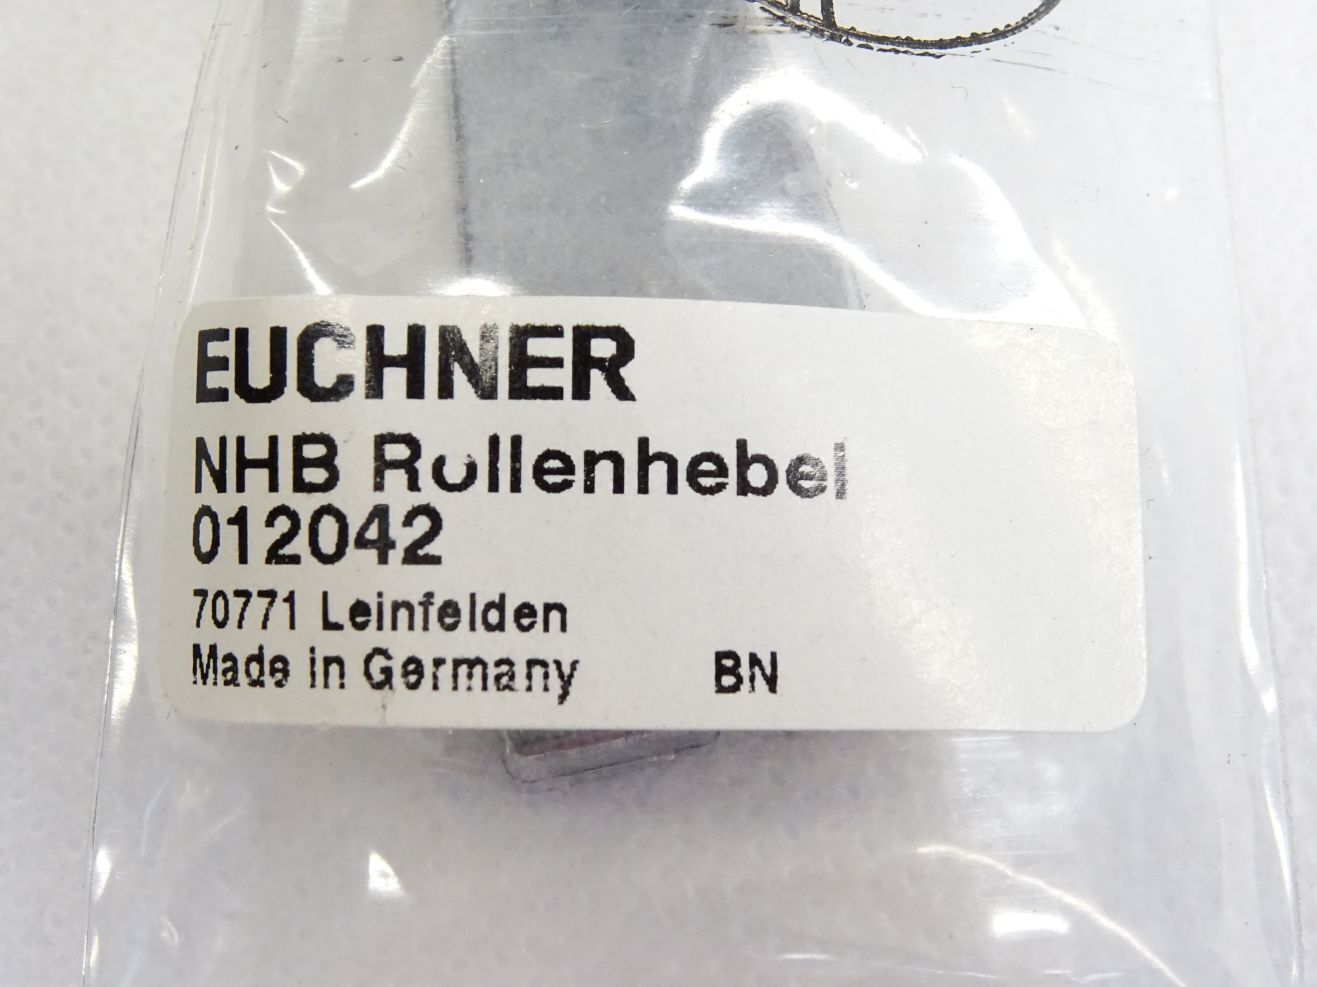 EUCHNER
NHB Rollenhebel
012042
70771 Leinfelden
Made in Germany BN